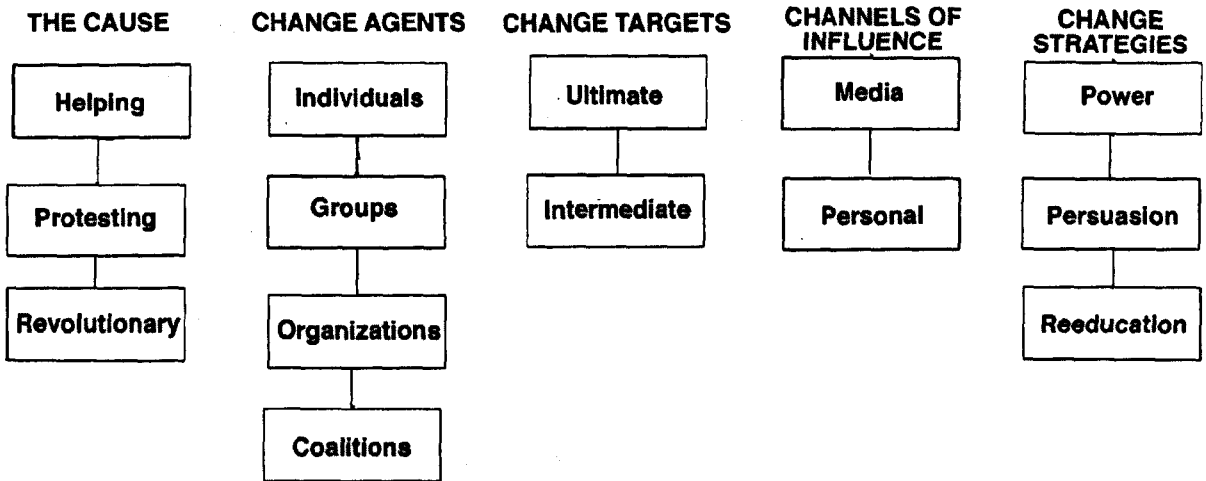 THE CAUSE
Helping
Protesting
Revolutionary
CHANGE AGENTS
Individuals
Groups
Organizations
Coalitions
CHANGE TARGETS
Ultimate
Intermediate
CHANNELS OF
INFLUENCE
Media
Personal
CHANGE
STRATEGIES
Power
Persuasion
Reeducation